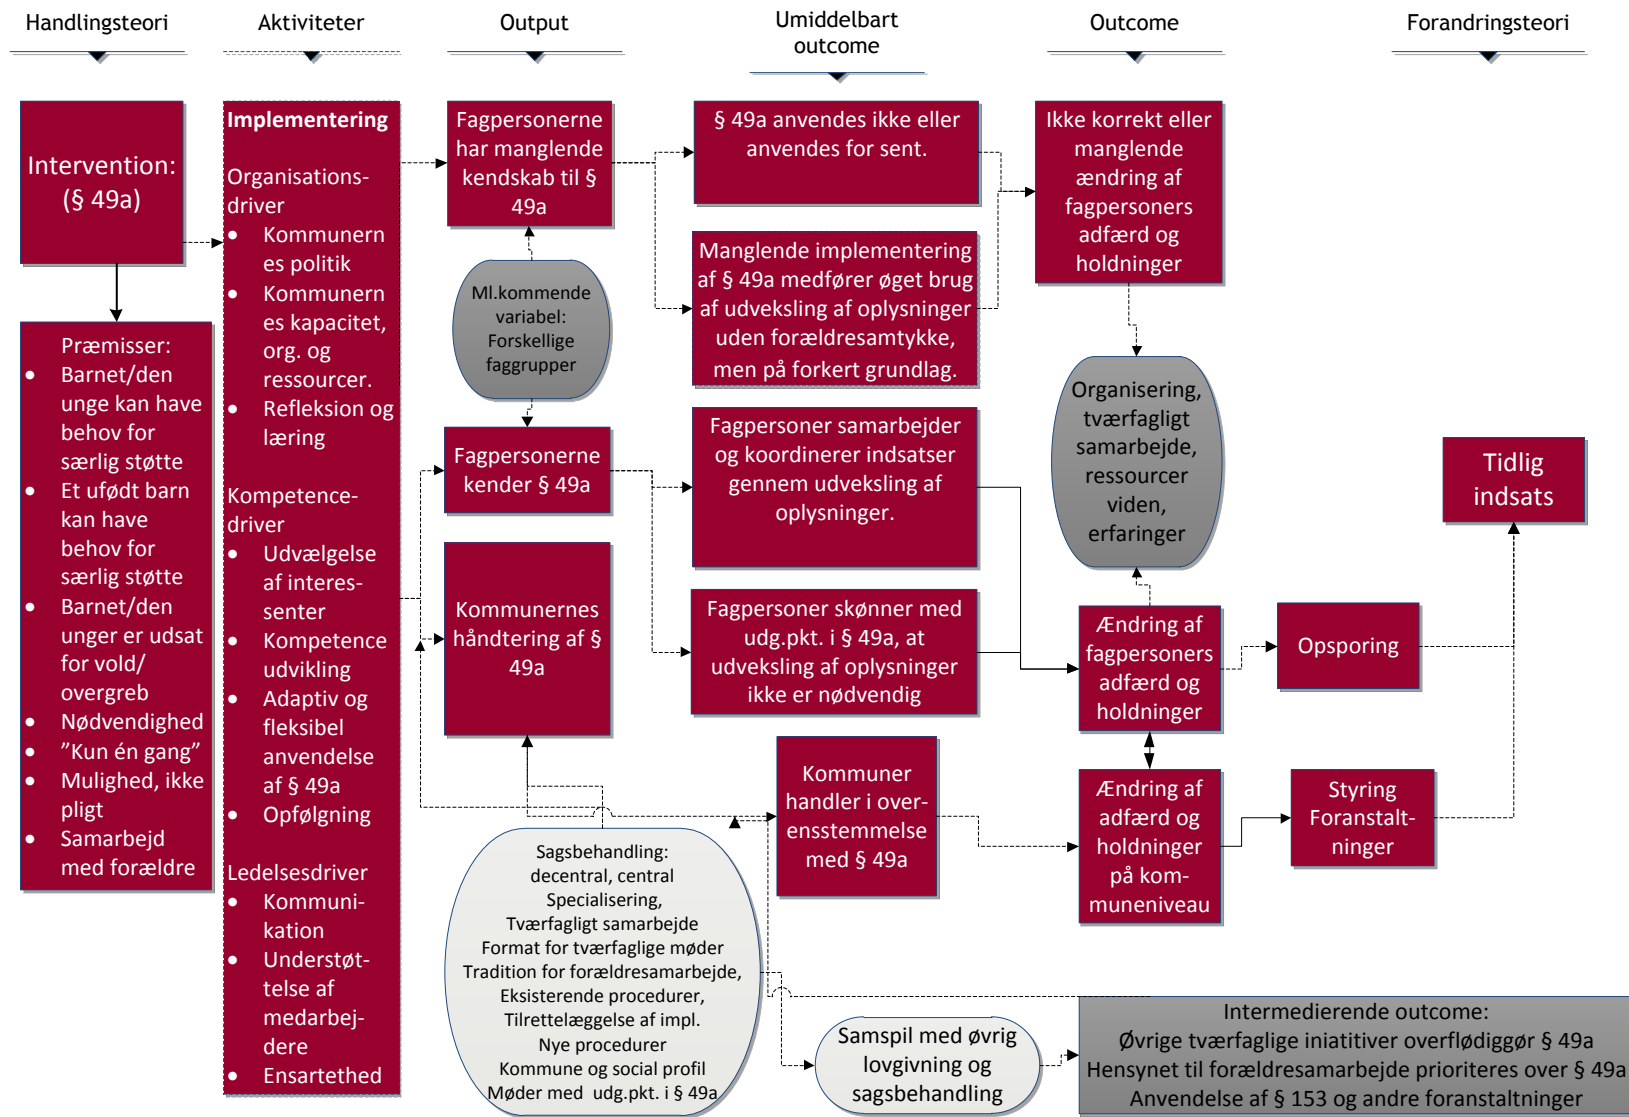 Handlingsteori
Aktiviteter
Output
Umiddelbart
outcome
Outcome
Forandringsteori
Intervention:
(§ 49a)
Præmisser:
• Barnet/den
unge kan have
behov for
særlig støtte
• Et ufødt barn
kan have
behov for
særlig støtte
• Barnet/den
unger er udsat
for vold/
overgreb
• Nødvendighed
• ”Kun én gang”
• Mulighed, ikke
pligt
• Samarbejd
med forældre
Implementering
Organisations-
driver
• Kommunern
es politik
• Kommunern
es kapacitet,
org. og
ressourcer.
• Refleksion og
læring
Kompetence-
driver
• Udvælgelse
af interes-
senter
• Kompetence
udvikling
• Adaptiv og
fleksibel
anvendelse
af § 49a
• Opfølgning
Ledelsesdriver
• Kommuni-
kation
• Understøt-
telse af
medarbej-
dere
• Ensartethed
Fagpersonerne
har manglende
kendskab til §
49a
Ml.kommende
variabel:
Forskellige
faggrupper
Fagpersonerne
kender § 49a
Kommunernes
håndtering af §
49a
Sagsbehandling:
decentral, central
Specialisering,
Tværfagligt samarbejde
Format for tværfaglige møder
Tradition for forældresamarbejde,
Eksisterende procedurer,
Tilrettelæggelse af impl.
Nye procedurer
Kommune og social profil
Møder med udg.pkt. i § 49a
§ 49a anvendes ikke eller
anvendes for sent.
Manglende implementering
af § 49a medfører øget brug
af udveksling af oplysninger
uden forældresamtykke,
men på forkert grundlag.
Fagpersoner samarbejder
og koordinerer indsatser
gennem udveksling af
oplysninger.
Fagpersoner skønner med
udg.pkt. i § 49a, at
udveksling af oplysninger
ikke er nødvendig
Kommuner
handler i over-
ensstemmelse
med § 49a
Samspil med øvrig
lovgivning og
sagsbehandling
Ikke korrekt eller
manglende
ændring af
fagpersoners
adfærd og
holdninger
Organisering,
tværfagligt
samarbejde,
ressourcer
viden,
erfaringer
Ændring af
fagpersoners
adfærd og
holdninger
Ændring af
adfærd og
holdninger
på kom-
muneniveau
Intermedierende outcome:
Øvrige tværfaglige iniatitiver overflødiggør § 49a
Hensynet til forældresamarbejde prioriteres over § 49a
Anvendelse af § 153 og andre foranstaltninger
Opsporing
Styring
Foranstalt-
ninger
Tidlig
indsats